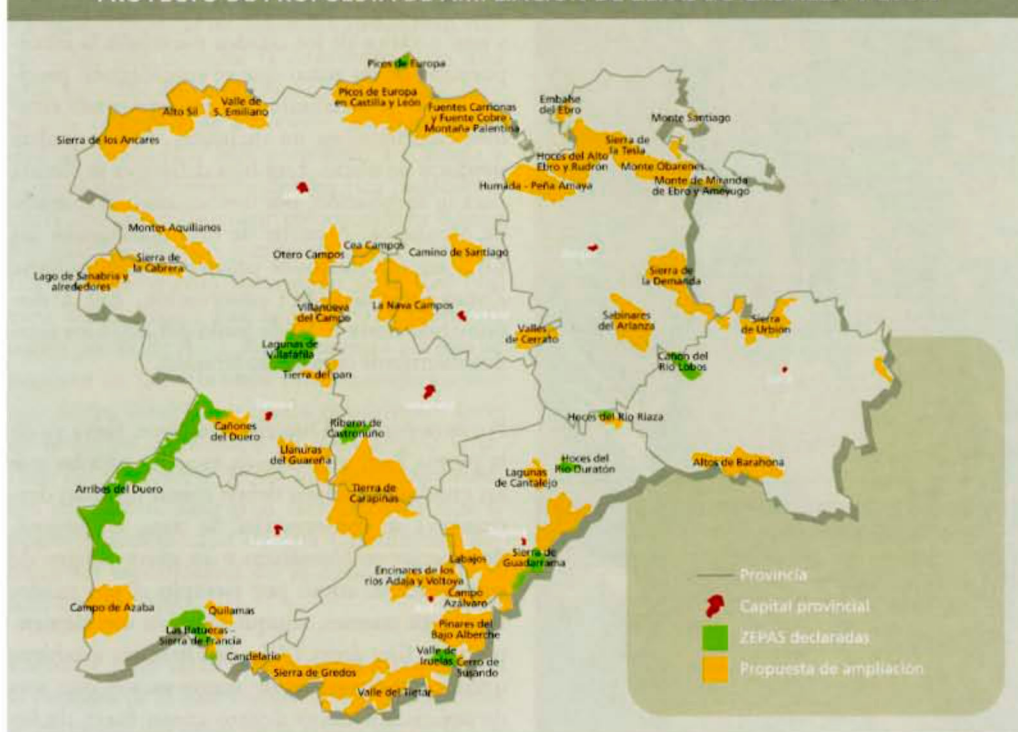 Picos de Europa
Picos de Europa
en Castilla y León
Fuentes Carrionas
y Fuente Cobre -
Montaña Palentina
Valle de
S. Emiliano
Alto Sil
Sierra de los Ancares
Embalse
del Ebro
Monte Santiago
Sierra de
la Tesla
Hoces del Alto
Ebro y Rudrón
Monte Obarenes
Humada - Peña Amaya
Monte de Miranda
de Ebro y Ameyugo
Montes Aquilianos
Sierra de
la Cabrera
Lago de Sanabria y
alrededores
Otero Campos
Cea Campos
Camino de Santiago
La Nava Campos
Villanueva
del Campo
Lagunas de
Villafáfila
Tierra del pan
Valles
de Cerrato
Sabinares
del Arlanza
Sierra de
la Demanda
Sierra
de Urbión
Cañon del
Río Lobos
Hoces del Río Riaza
Cañones
del Duero
Riberas de
Castronuño
Llanuras
del Guareña
Tierra de
Carapiñas
Arribes del Duero
Lagunas
de Cantalejo
Hoces del
Río Duratón
Altos de Barahona
Sierra de
Guadarrama
Labajos
Encinares de los
ríos Adaja y Voltoya
Campo
Azálvaro
Pinares del
Bajo Alberche
Valle de
Iruelas
Cerro de
Susando
Campo de Azaba
Quilamas
Las Batuecas -
Sierra de Francia
Candelario
Sierra de Gredos
Valle del Tietar
Provincia
Capital provincial
ZEPAS declaradas
Propuesta de ampliación